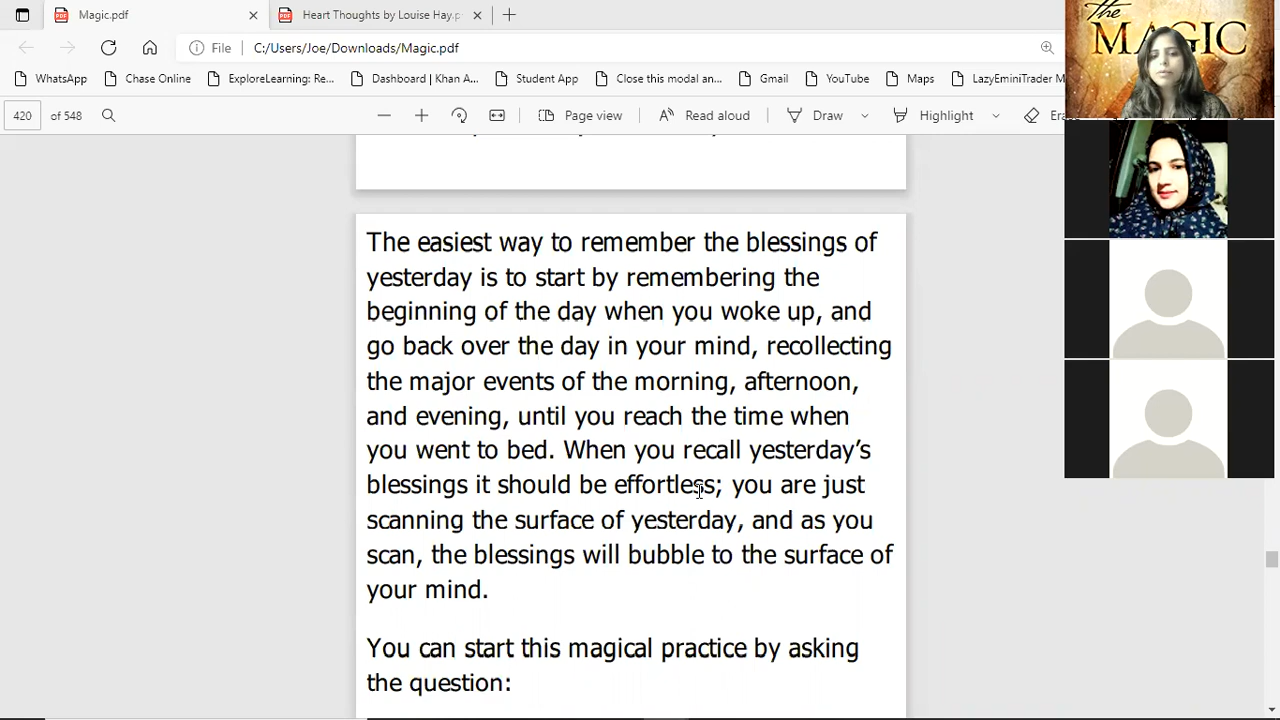 Magic.pdf
Heart Thoughts by Louise Hay.p
File
C:/Users/Joe/Downloads/Magic.pdf
WhatsApp
Chase Online
ExploreLearning: Re...
Dashboard | Khan A...
Student App
Close this modal an...
Gmail
YouTube
Maps
LazyEminiTrader M
420 of 548
Page view
Read aloud
Draw
Highlight
The easiest way to remember the blessings of
yesterday is to start by remembering the
beginning of the day when you woke up, and
go back over the day in your mind, recollecting
the major events of the morning, afternoon,
and evening, until you reach the time when
you went to bed. When you recall yesterday’s
blessings it should be effortless; you are just
scanning the surface of yesterday, and as you
scan, the blessings will bubble to the surface of
your mind.
You can start this magical practice by asking
the question:
The
MAGIC